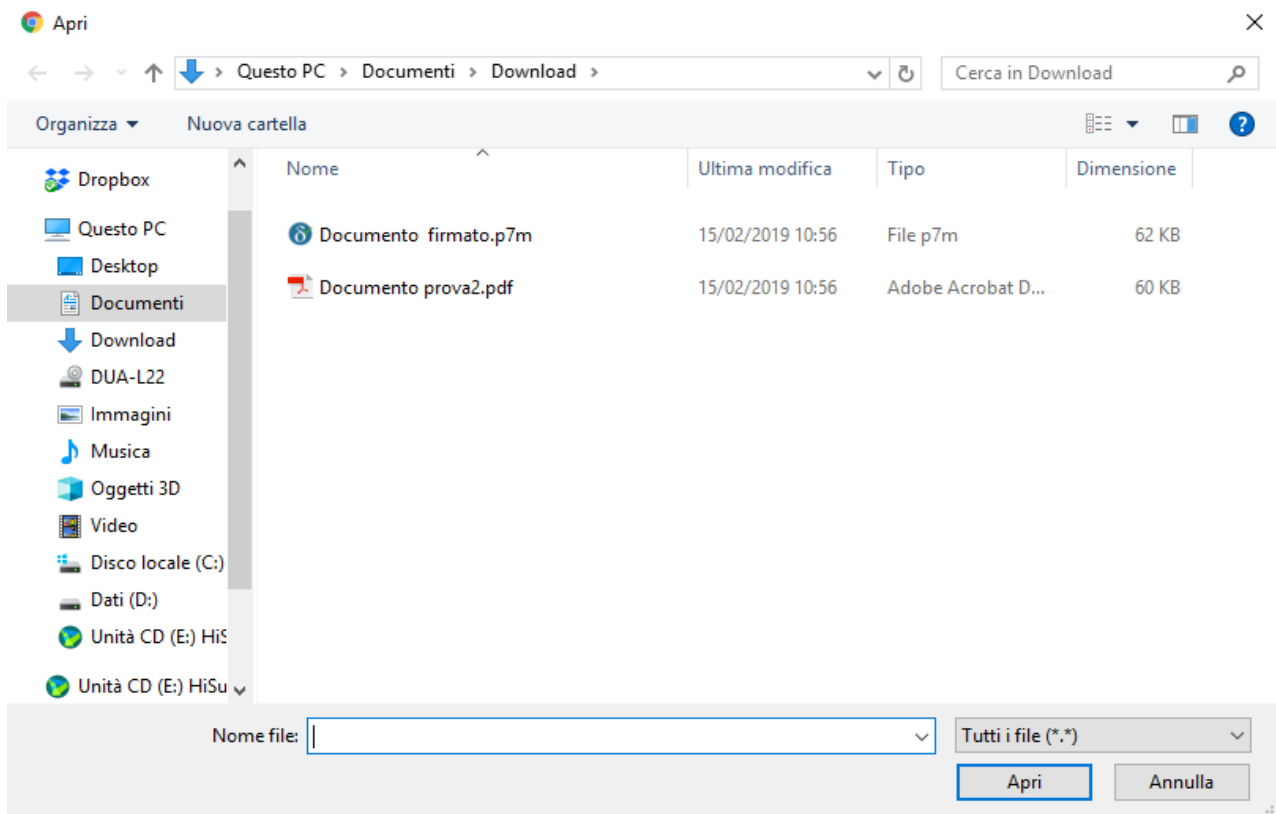 Apri
Questo PC > Documenti > Download >
Cerca in Download
Organizza
Nuova cartella
Nome
Ultima modifica
Tipo
Dimensione
Documento  firmato.p7m
15/02/2019 10:56
File p7m
62 KB
Documento prova2.pdf
15/02/2019 10:56
Adobe Acrobat D...
60 KB
Dropbox
Questo PC
Desktop
Documenti
Download
DUA-L22
Immagini
Musica
Oggetti 3D
Video
Disco locale (C:)
Dati (D:)
Unità CD (E:) HiS
Unità CD (E:) HiSu
Nome file:
Tutti i file (*.*)
Apri
Annulla